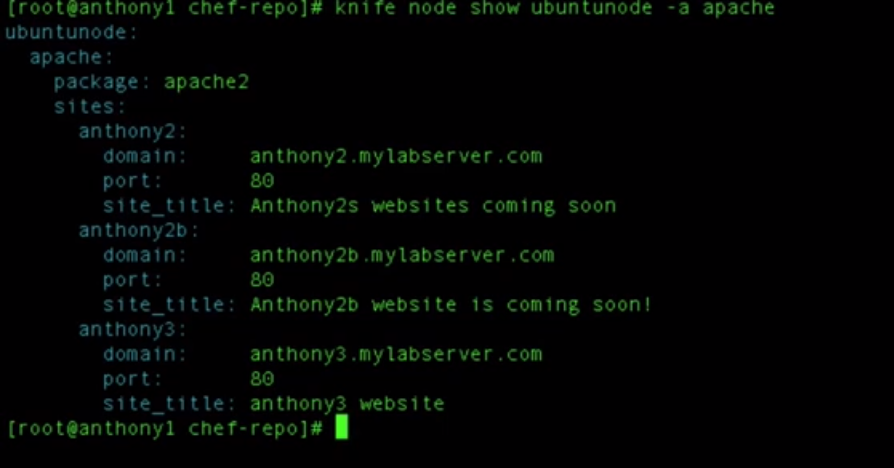 [root@anthony1 chef-repo]# knife node show ubuntunode -a apache
ubuntunode:
  apache:
    package: apache2
    sites:
      anthony2:
        domain:     anthony2.mylabserver.com
        port:       80
        site_title: Anthony2s websites coming soon
      anthony2b:
        domain:     anthony2b.mylabserver.com
        port:       80
        site_title: Anthony2b website is coming soon!
      anthony3:
        domain:     anthony3.mylabserver.com
        port:       80
        site_title: anthony3 website
[root@anthony1 chef-repo]#